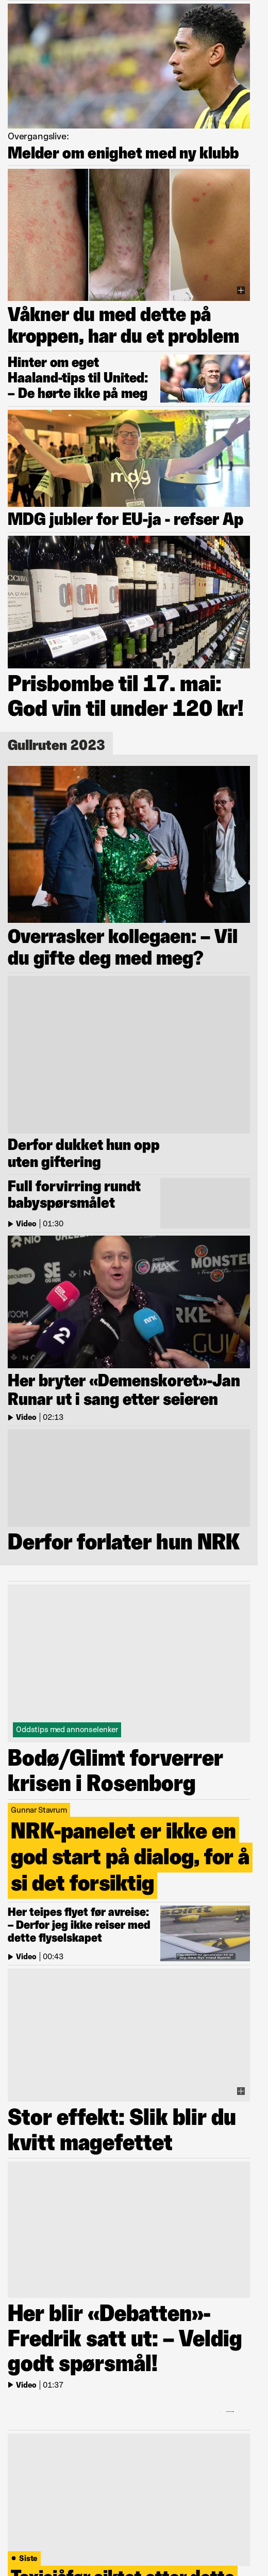 Overgangslive:
Melder om enighet med ny klubb
Våkner du med dette på
kroppen, har du et problem
Hinter om eget
Haaland-tips til United:
– De hørte ikke på meg
mdg
MDG jubler for EU-ja - refser Ap
Prisbombe til 17. mai:
God vin til under 120 kr!
Gullruten 2023
Overrasker kollegaen: – Vil
du gifte deg med meg?
Derfor dukket hun opp
uten giftering
Full forvirring rundt
babyspørsmålet
Video | 01:30
NIO
MONSTER
nrk
2
Her bryter «Demenskoret»-Jan
Runar ut i sang etter seieren
Video | 02:13
Derfor forlater hun NRK
Oddstips med annonselenker
Bodø/Glimt forverrer
krisen i Rosenborg
Gunnar Stavrum
NRK-panelet er ikke en
god start på dialog, for å
si det forsiktig
Her teipes flyet før avreise:
– Derfor jeg ikke reiser med
dette flyselskapet
Video | 00:43
Stor effekt: Slik blir du
kvitt magefettet
Her blir «Debatten»-
Fredrik satt ut: – Veldig
godt spørsmål!
Video | 01:37
Siste